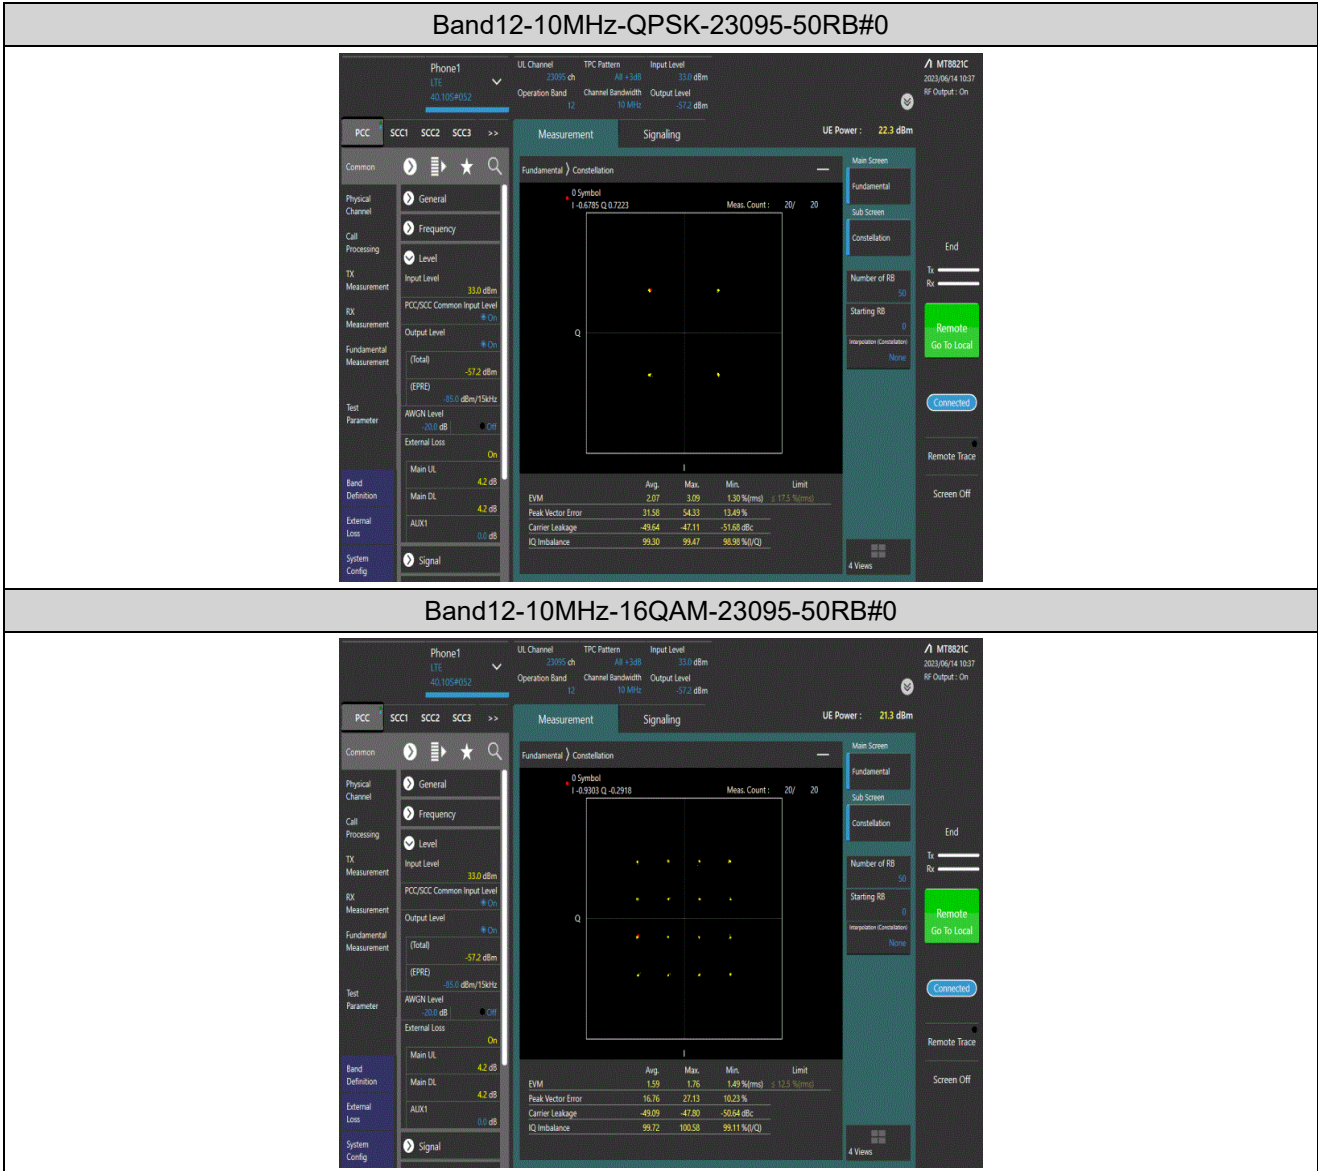 Band12-10MHz-QPSK-23095-50RB#0
Phone1
LTE
40.105#052
UL Channel TPC Pattern Input Level
23095 ch All +3dB 33.0 dBm
Operation Band Channel Bandwidth Output Level
12 10 MHz -57.2 dBm
MT8821C
2023/06/14 10:37
RF Output : On
PCC SCC1 SCC2 SCC3 >>
Measurement Signaling
UE Power : 22.3 dBm
Common
Physical Channel
Call Processing
TX Measurement
RX Measurement
Fundamental Measurement
Test Parameter
Band Definition
External Loss
System Config
General
Frequency
Level
Input Level
33.0 dBm
PCC/SCC Common Input Level
On
Output Level
On
(Total)
-57.2 dBm
(EPRE)
-85.0 dBm/15kHz
AWGN Level
-20.0 dB Off
External Loss
On
Main UL
4.2 dB
Main DL
4.2 dB
AUX1
0.0 dB
Signal
Fundamental Constellation
0 Symbol
I -0.6785 Q 0.7223 Meas. Count : 20/ 20
Q
I
Avg. Max. Min. Limit
EVM 2.07 3.09 1.30 %(rms) ≤ 17.5 %(rms)
Peak Vector Error 31.58 54.33 13.49 %
Carrier Leakage -49.64 -47.11 -51.68 dBc
IQ Imbalance 99.30 99.47 98.98 %(I/Q)
Main Screen
Fundamental
Sub Screen
Constellation
Number of RB
50
Starting RB
0
Interpolation (Constellation)
None
4 Views
End
Tx
Rx
Remote
Go To Local
Connected
Remote Trace
Screen Off
Band12-10MHz-16QAM-23095-50RB#0
Phone1
LTE
40.105#052
UL Channel TPC Pattern Input Level
23095 ch All +3dB 33.0 dBm
Operation Band Channel Bandwidth Output Level
12 10 MHz -57.2 dBm
MT8821C
2023/06/14 10:37
RF Output : On
PCC SCC1 SCC2 SCC3 >>
Measurement Signaling
UE Power : 21.3 dBm
Common
Physical Channel
Call Processing
TX Measurement
RX Measurement
Fundamental Measurement
Test Parameter
Band Definition
External Loss
System Config
General
Frequency
Level
Input Level
33.0 dBm
PCC/SCC Common Input Level
On
Output Level
On
(Total)
-57.2 dBm
(EPRE)
-85.0 dBm/15kHz
AWGN Level
-20.0 dB Off
External Loss
On
Main UL
4.2 dB
Main DL
4.2 dB
AUX1
0.0 dB
Signal
Fundamental Constellation
0 Symbol
I -0.9303 Q -0.2918 Meas. Count : 20/ 20
Q
I
Avg. Max. Min. Limit
EVM 1.59 1.76 1.49 %(rms) ≤ 12.5 %(rms)
Peak Vector Error 16.76 27.13 10.23 %
Carrier Leakage -49.09 -47.80 -50.64 dBc
IQ Imbalance 99.72 100.58 99.11 %(I/Q)
Main Screen
Fundamental
Sub Screen
Constellation
Number of RB
50
Starting RB
0
Interpolation (Constellation)
None
4 Views
End
Tx
Rx
Remote
Go To Local
Connected
Remote Trace
Screen Off